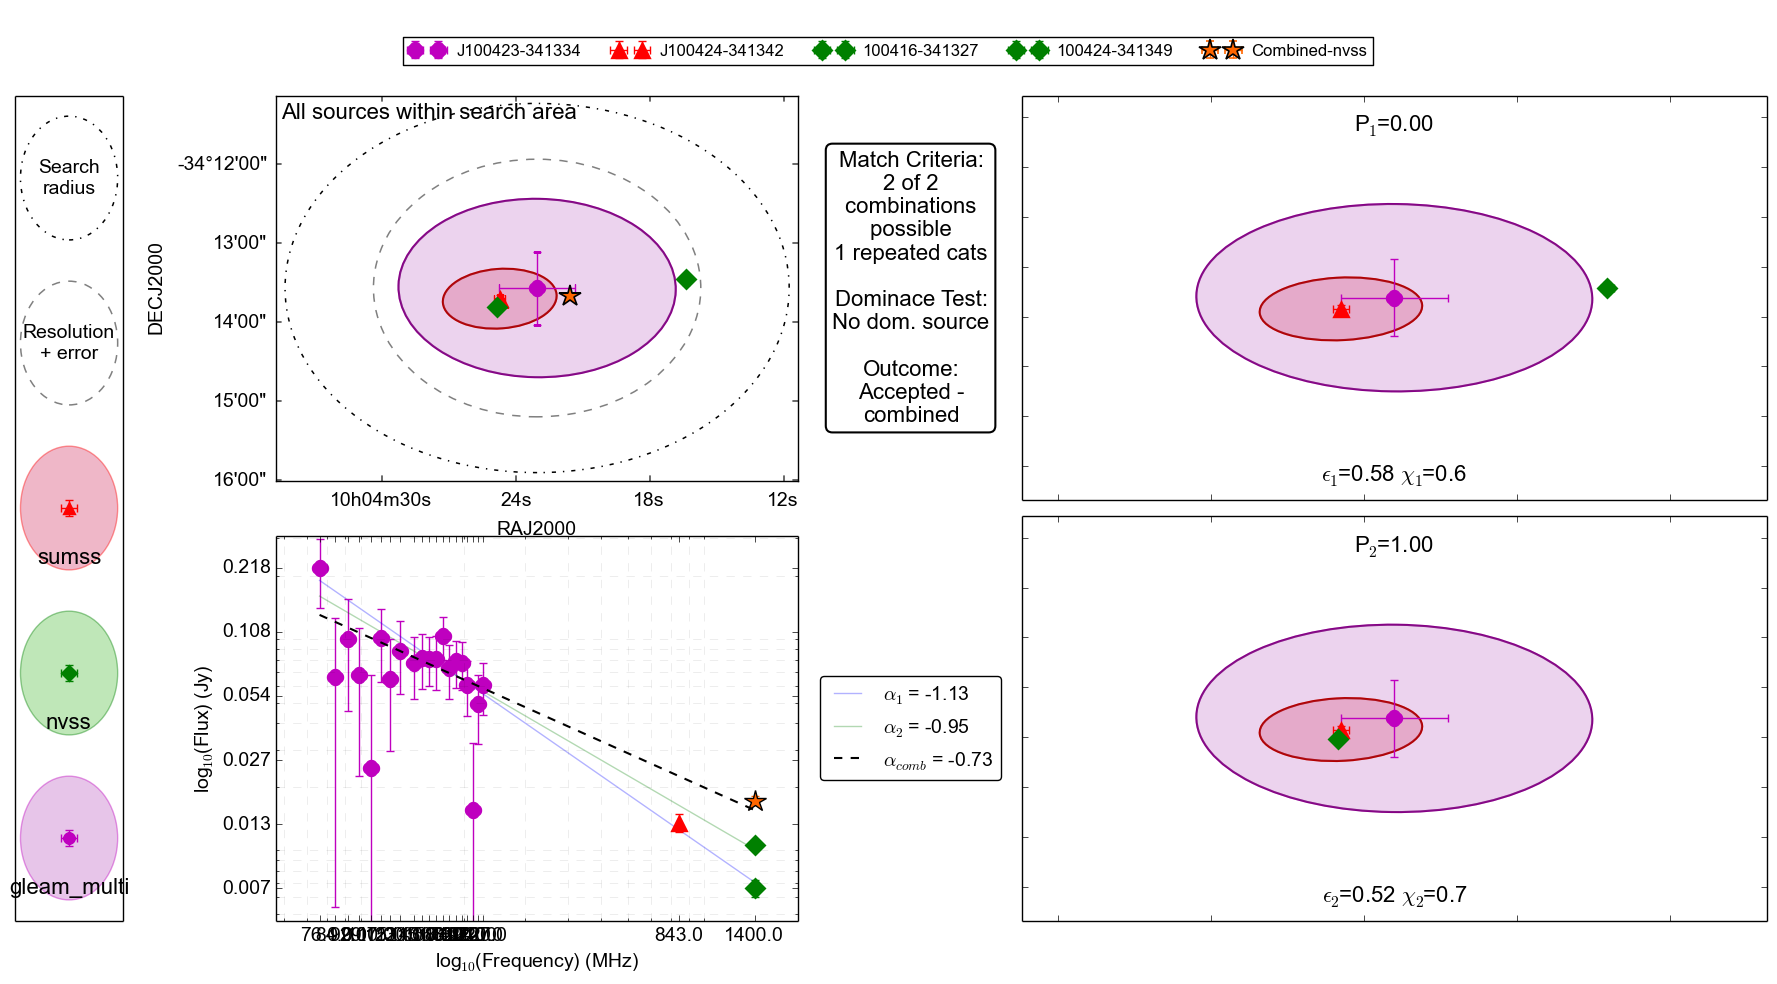 J100423-341334 J100424-341342 100416-341327 100424-341349 Combined-nvss
Search
radius
Resolution
+ error
sumss
nvss
gleam_multi
All sources within search area
DECJ2000
-34°12'00"
13'00"
14'00"
15'00"
16'00"
10h04m30s 24s 18s 12s
RAJ2000
Match Criteria:
2 of 2
combinations
possible
1 repeated cats
Dominace Test:
No dom. source
Outcome:
Accepted -
combined
P1=0.00
ϵ1=0.58 χ1=0.6
P2=1.00
ϵ2=0.52 χ2=0.7
log10(Flux) (Jy)
0.218
0.108
0.054
0.027
0.013
0.007
843.0 1400.0
log10(Frequency) (MHz)
α1 = -1.13
α2 = -0.95
αcomb = -0.73